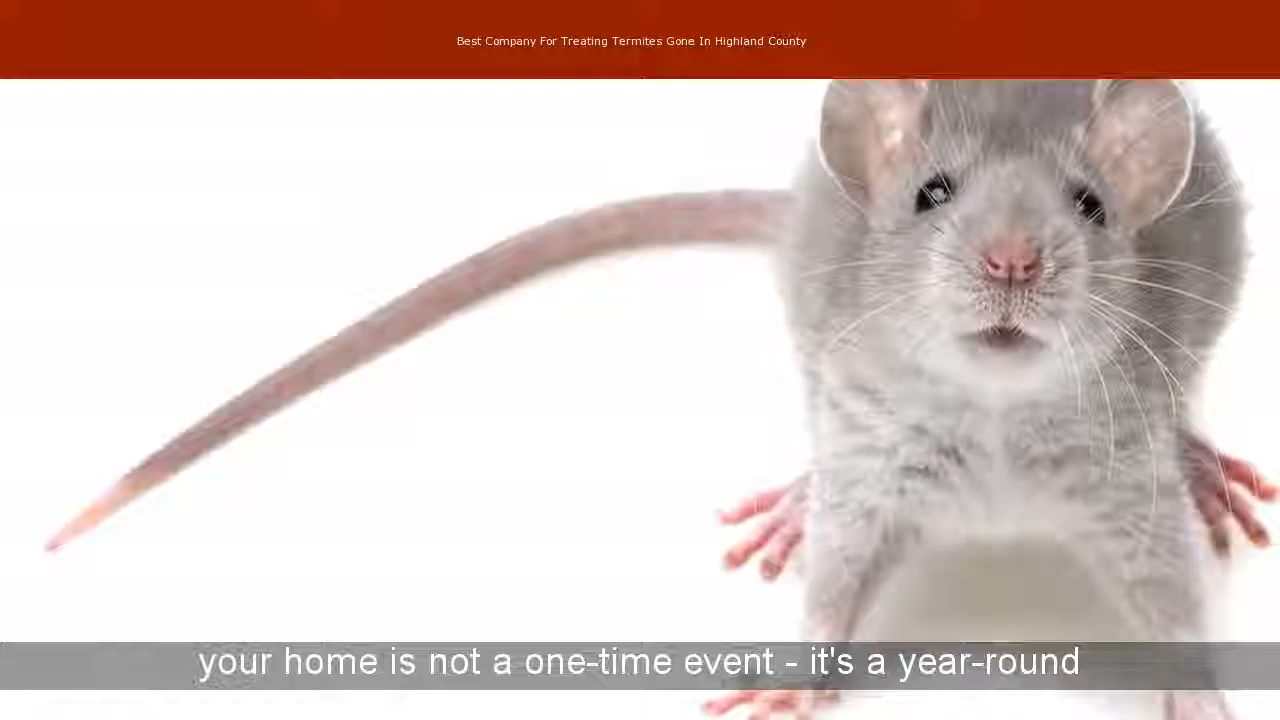 Best Company For Treating Termites Gone In Highland County
your home is not a one-time event - it's a year-round